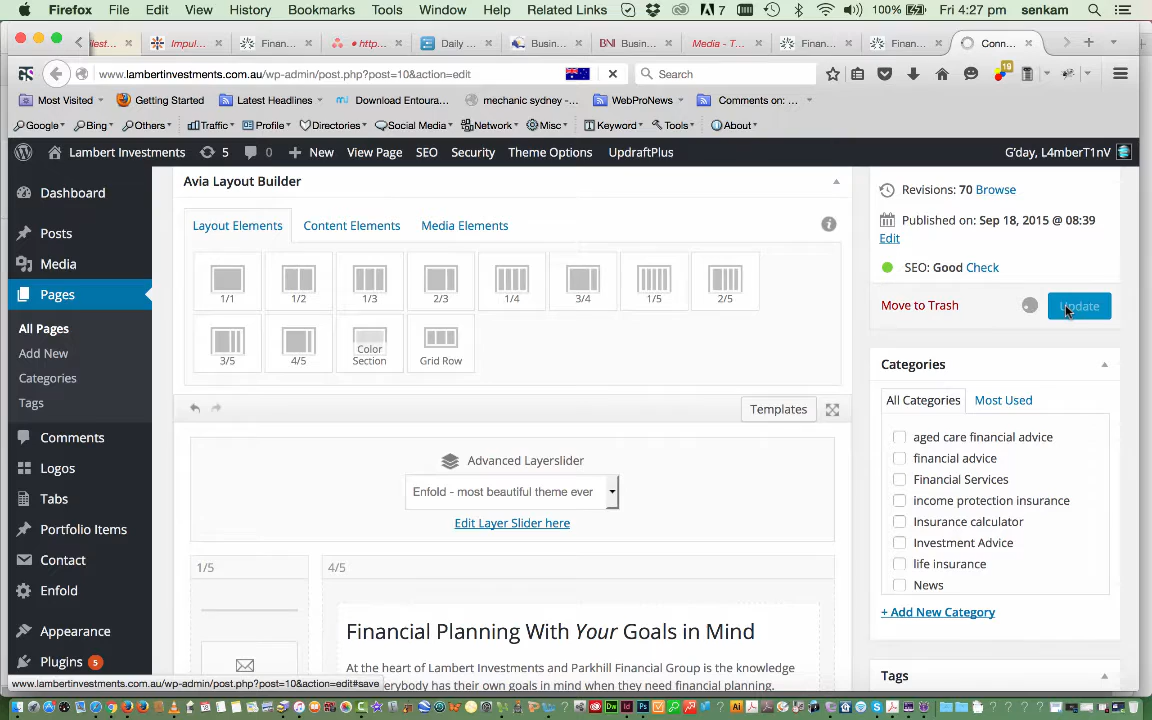 Firefox File Edit View History Bookmarks Tools Window Help Related Links 7 100% Fri 4:27 pm senkam
ilest... Impul... Finan... http... Daily ... Busin... BNI Busin... Media - T... Finan... Finan... Conn...
www.lambertinvestments.com.au/wp-admin/post.php?post=10&action=edit Search 19
Most Visited Getting Started Latest Headlines Download Entoura... mechanic sydney -... WebProNews Comments on: ...
Google Bing Others Traffic Profile Directories Social Media Networking Misc Keyword Tools About
Lambert Investments 5 0 New View Page SEO Security Theme Options UpdraftPlus G'day, L4mberT1nV
Dashboard
Posts
Media
Pages
All Pages
Add New
Categories
Tags
Comments
Logos
Tabs
Portfolio Items
Contact
Enfold
Appearance
Plugins 5
Avia Layout Builder
Layout Elements Content Elements Media Elements
1/1 1/2 1/3 2/3 1/4 3/4 1/5 2/5
3/5 4/5 Color Section Grid Row
Templates
Advanced Layerslider
Enfold - most beautiful theme ever
Edit Layer Slider here
1/5 4/5
Financial Planning With Your Goals in Mind
At the heart of Lambert Investments and Parkhill Financial Group is the knowledge
erybody has their own goals in mind when they need financial planning.
Revisions: 70 Browse
Published on: Sep 18, 2015 @ 08:39
Edit
SEO: Good Check
Move to Trash Update
Categories
All Categories Most Used
aged care financial advice
financial advice
Financial Services
income protection insurance
Insurance calculator
Investment Advice
life insurance
News
+ Add New Category
Tags
www.lambertinvestments.com.au/wp-admin/post.php?post=10&action=edit#save